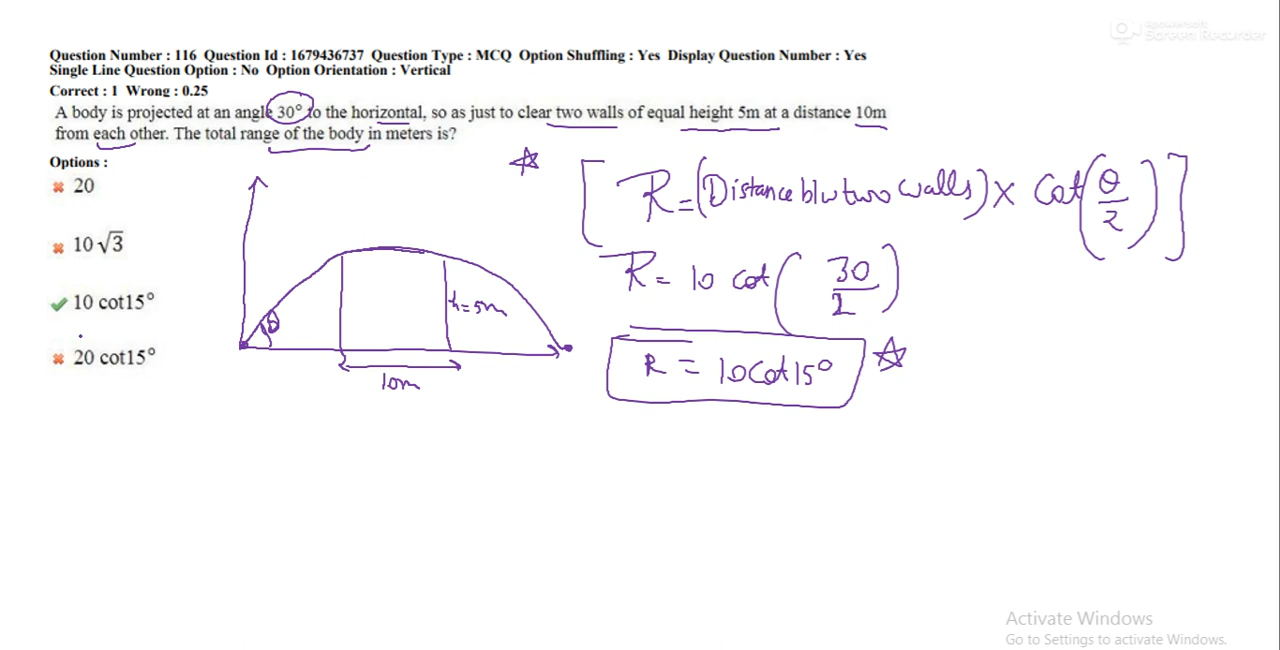 Apowersoft
Screen Recorder
Question Number : 116 Question Id : 1679436737 Question Type : MCQ Option Shuffling : Yes Display Question Number : Yes
Single Line Question Option : No Option Orientation : Vertical
Correct : 1 Wrong : 0.25
A body is projected at an angle 30° to the horizontal, so as just to clear two walls of equal height 5m at a distance 10m
from each other. The total range of the body in meters is?
Options :
20
10√3
10 cot15°
20 cot15°
θ
h=5m
10m
[R=(Distance b/w two walls)× Cot(θ/2)]
R= 10 cot(30/2)
R = 10cot15°
Activate Windows
Go to Settings to activate Windows.